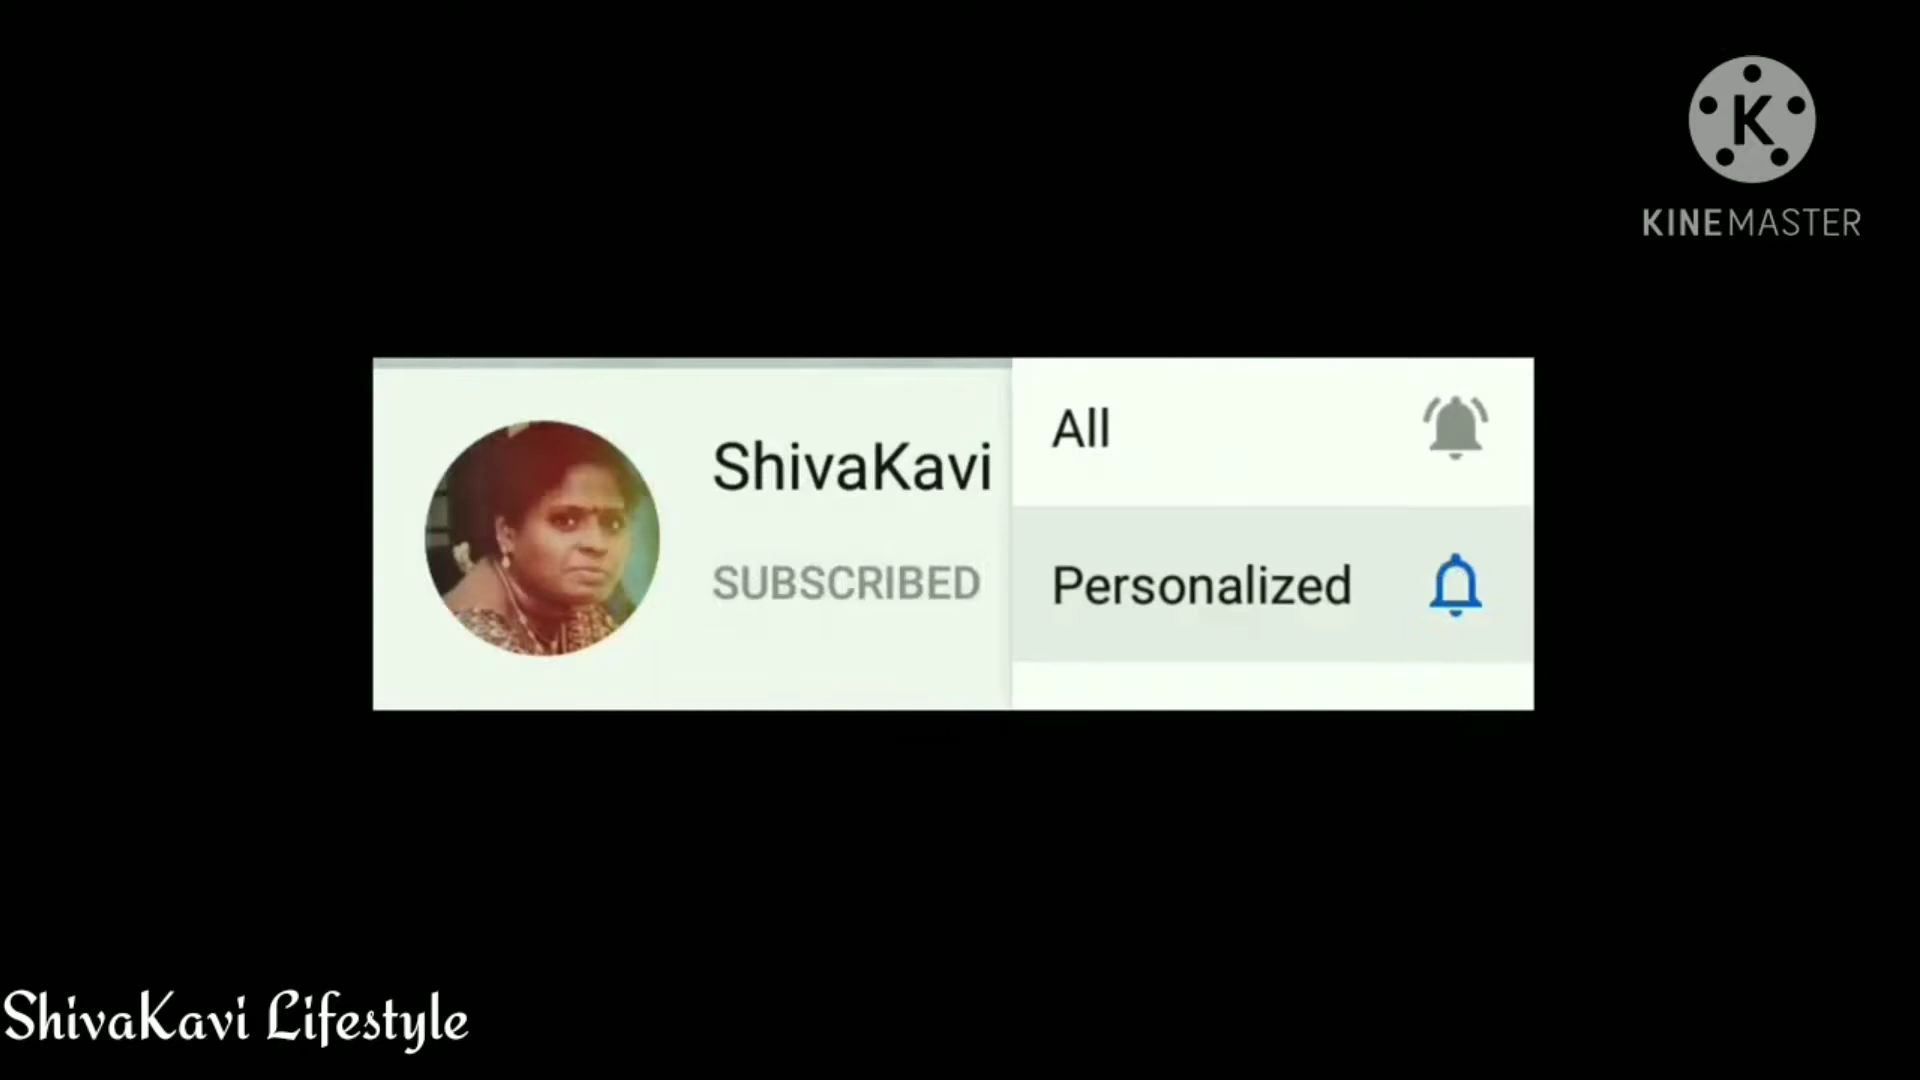 K
KINEMASTER
ShivaKavi
SUBSCRIBED
All
Personalized
ShivaKavi Lifestyle